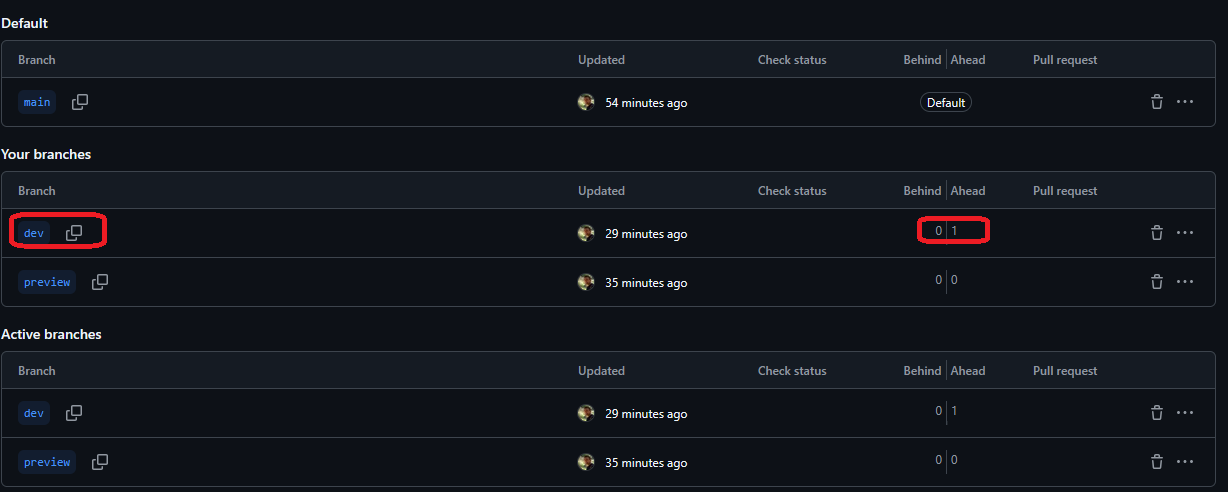 Default
Branch Updated Check status Behind Ahead Pull request
main 54 minutes ago Default
Your branches
Branch Updated Check status Behind Ahead Pull request
dev 29 minutes ago 0 1
preview 35 minutes ago 0 0
Active branches
Branch Updated Check status Behind Ahead Pull request
dev 29 minutes ago 0 1
preview 35 minutes ago 0 0